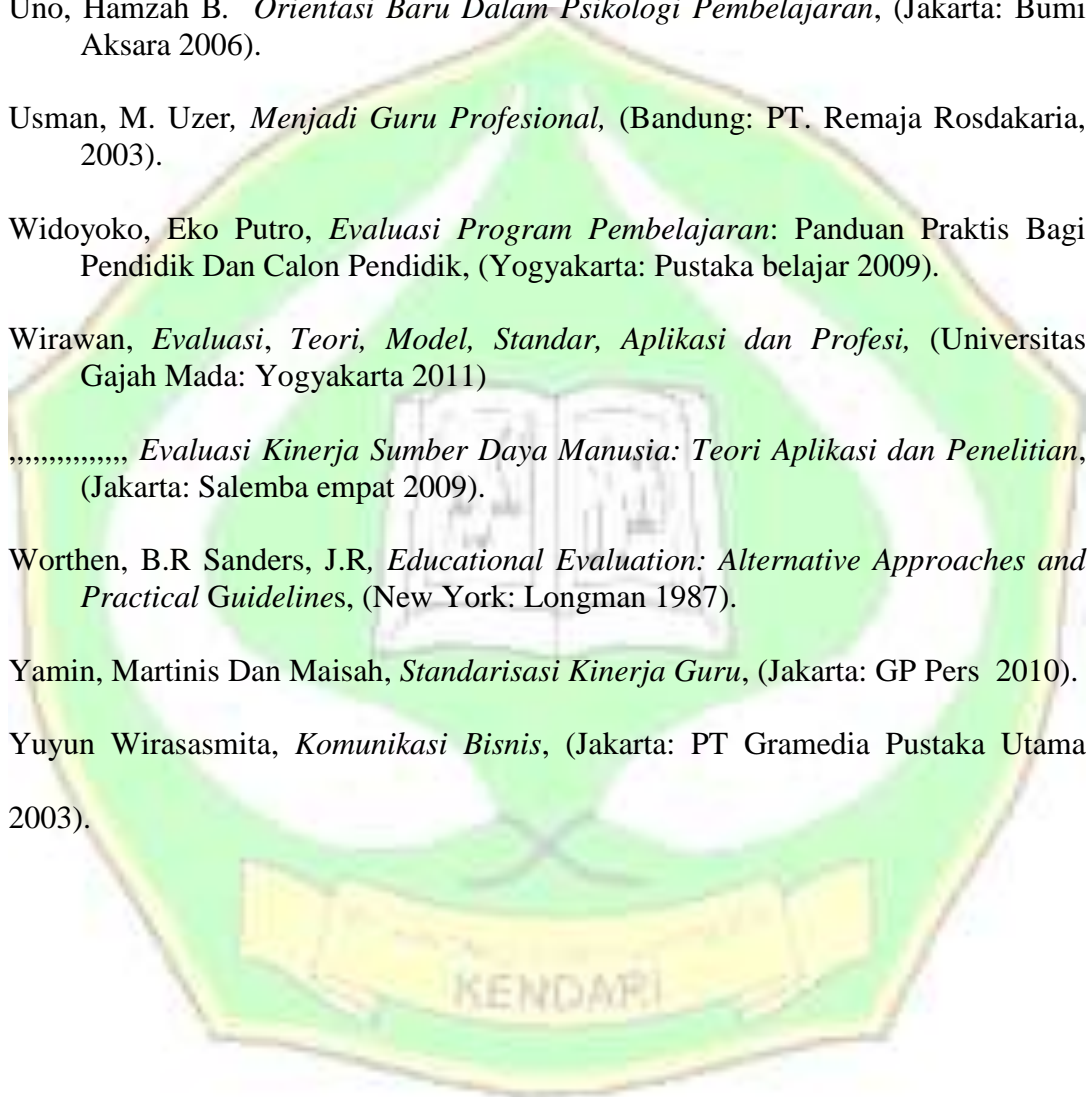 Uno, Hamzah B. Orientasi Baru Dalam Psikologi Pembelajaran, (Jakarta: Bumi
Aksara 2006).
Usman, M. Uzer, Menjadi Guru Profesional, (Bandung: PT. Remaja Rosdakaria,
2003).
Widoyoko, Eko Putro, Evaluasi Program Pembelajaran: Panduan Praktis Bagi
Pendidik Dan Calon Pendidik, (Yogyakarta: Pustaka belajar 2009).
Wirawan, Evaluasi, Teori, Model, Standar, Aplikasi dan Profesi, (Universitas
Gajah Mada: Yogyakarta 2011)
,,,,,,,,,,,,,,, Evaluasi Kinerja Sumber Daya Manusia: Teori Aplikasi dan Penelitian,
(Jakarta: Salemba empat 2009).
Worthen, B.R Sanders, J.R, Educational Evaluation: Alternative Approaches and
Practical Guidelines, (New York: Longman 1987).
Yamin, Martinis Dan Maisah, Standarisasi Kinerja Guru, (Jakarta: GP Pers 2010).
Yuyun Wirasasmita, Komunikasi Bisnis, (Jakarta: PT Gramedia Pustaka Utama
2003).
KENDARI